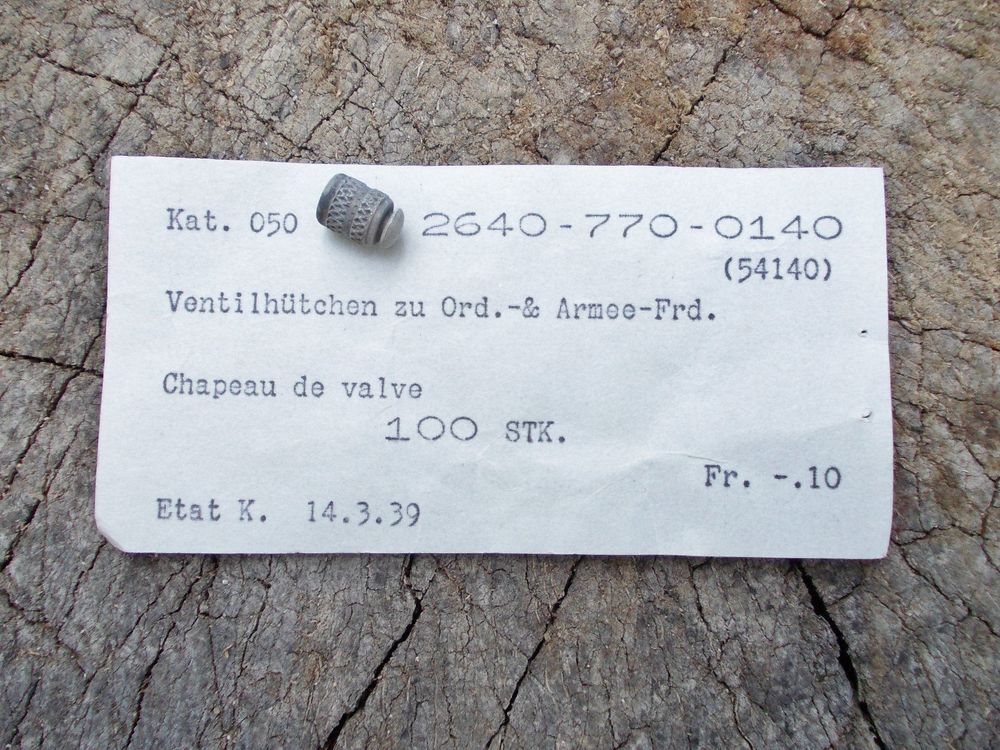 Kat. 050 2640-770-0140
(54140)
Ventilhütchen zu Ord.-& Armee-Frd.
Chapeau de valve
100 STK.
Fr. -.10
Etat K. 14.3.39